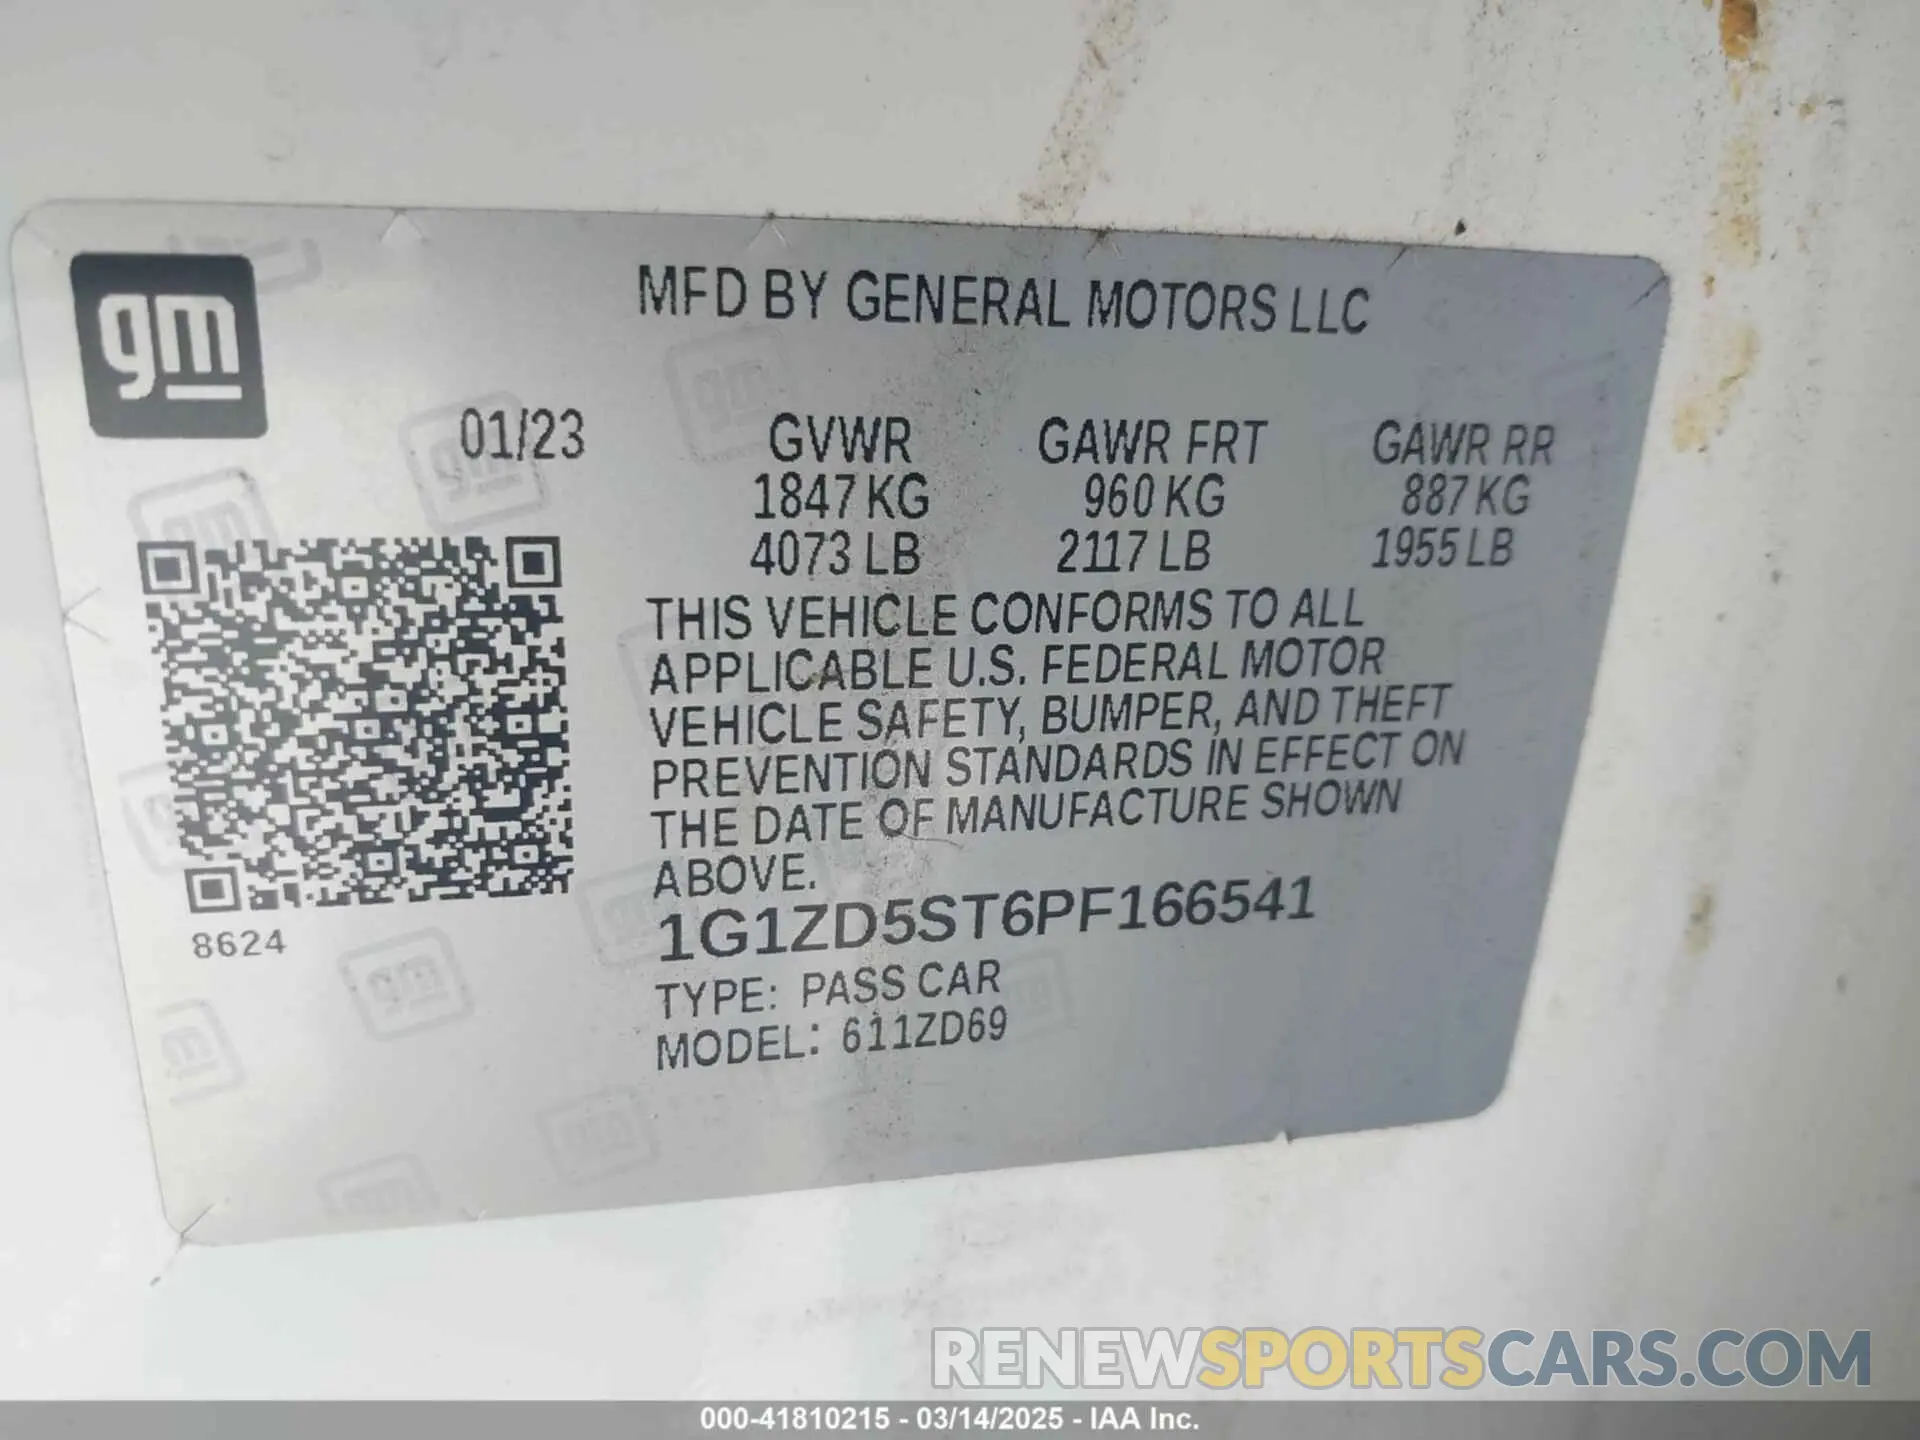 gm
MFD BY GENERAL MOTORS LLC
01/23 GVWR GAWR FRT GAWR RR
1847 KG 960 KG 887 KG
4073 LB 2117 LB 1955 LB
THIS VEHICLE CONFORMS TO ALL
APPLICABLE U.S. FEDERAL MOTOR
VEHICLE SAFETY, BUMPER, AND THEFT
PREVENTION STANDARDS IN EFFECT ON
THE DATE OF MANUFACTURE SHOWN
ABOVE.
8624
1G1ZD5ST6PF166541
TYPE: PASS CAR
MODEL: 611ZD69
RENEWSPORTSCARS.COM
000-41810215 - 03/14/2025 - IAA Inc.